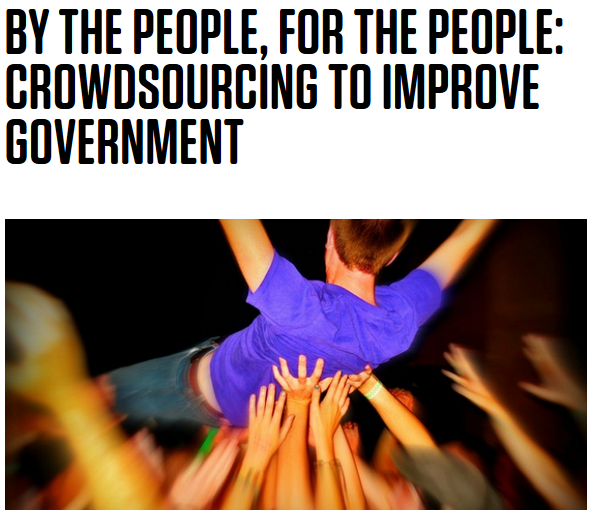 BY THE PEOPLE, FOR THE PEOPLE:
CROWDSOURCING TO IMPROVE
GOVERNMENT